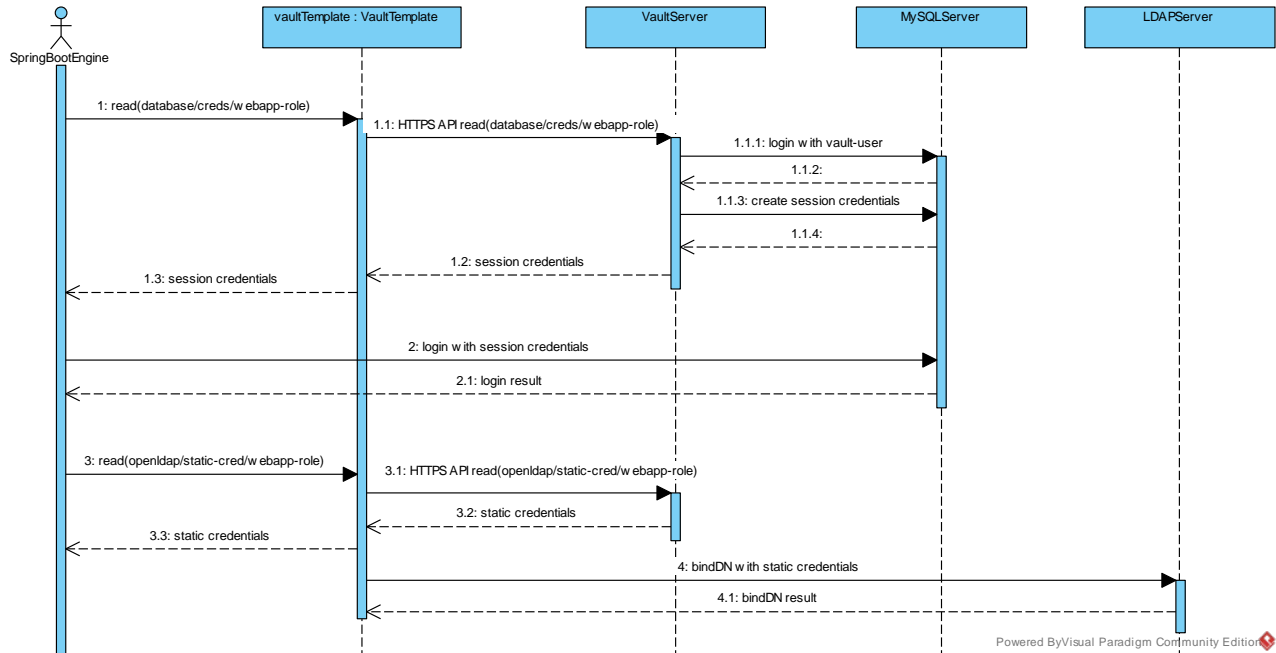 vaultTemplate : VaultTemplate
VaultServer
MySQLServer
LDAPServer
SpringBootEngine
1: read(database/creds/webapp-role)
1.1: HTTPS API read(database/creds/webapp-role)
1.1.1: login with vault-user
1.1.2:
1.1.3: create session credentials
1.1.4:
1.2: session credentials
1.3: session credentials
2: login with session credentials
2.1: login result
3: read(openldap/static-cred/webapp-role)
3.1: HTTPS API read(openldap/static-cred/webapp-role)
3.2: static credentials
3.3: static credentials
4: bindDN with static credentials
4.1: bindDN result
Powered By Visual Paradigm Community Edition